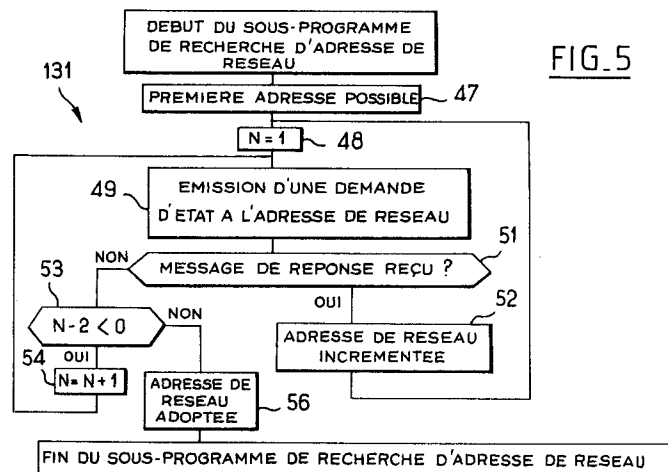 DEBUT DU SOUS-PROGRAMME
DE RECHERCHE D'ADRESSE DE
RESEAU
FIG_5
131
PREMIERE ADRESSE POSSIBLE
47
N=1
48
49
EMISSION D'UNE DEMANDE
D'ETAT A L'ADRESSE DE RESEAU
51
NON
MESSAGE DE REPONSE REÇU ?
53
OUI
52
N-2<0
NON
ADRESSE DE RESEAU
INCREMENTEE
OUI
54
N=N+1
ADRESSE DE
RESEAU
ADOPTEE
56
FIN DU SOUS-PROGRAMME DE RECHERCHE D'ADRESSE DE RESEAU